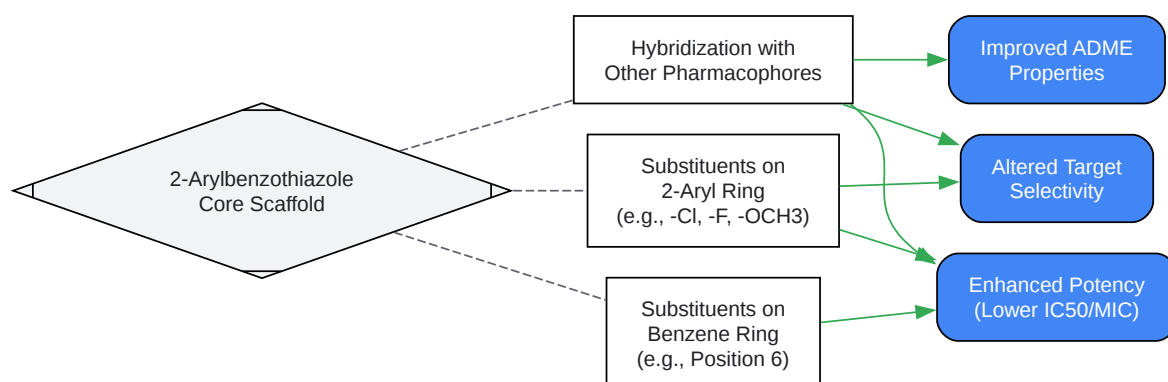 2-Arylbenzothiazole
Core Scaffold
Hybridization with
Other Pharmacophores
Substituents on
2-Aryl Ring
(e.g., -Cl, -F, -OCH3)
Substituents on
Benzene Ring
(e.g., Position 6)
Improved ADME
Properties
Altered Target
Selectivity
Enhanced Potency
(Lower IC50/MIC)